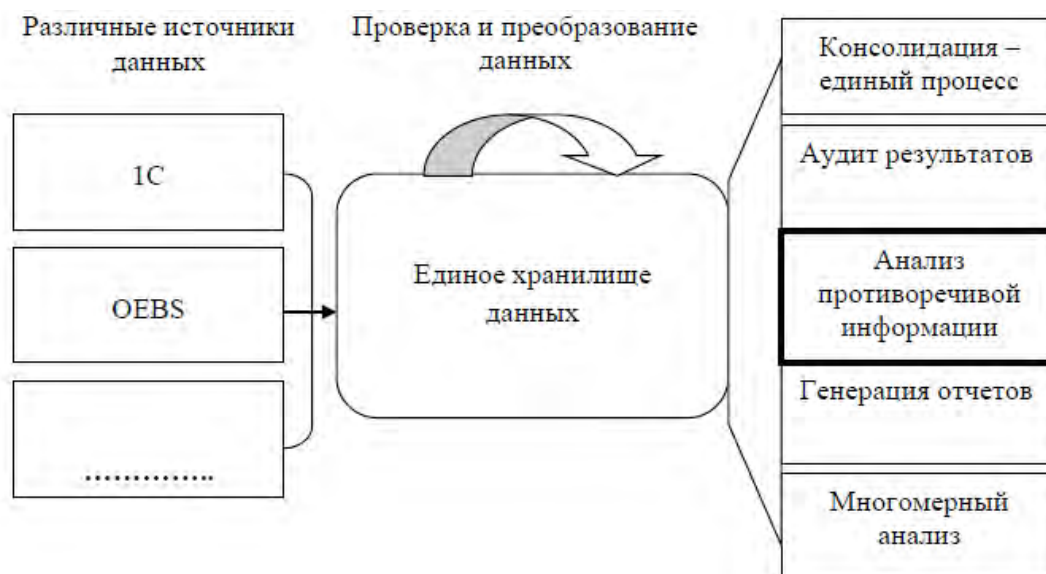 Различные источники
данных
1С
OEBS
…………..
Проверка и преобразование
данных
Единое хранилище
данных
Консолидация –
единый процесс
Аудит результатов
Анализ
противоречивой
информации
Генерация отчетов
Многомерный
анализ